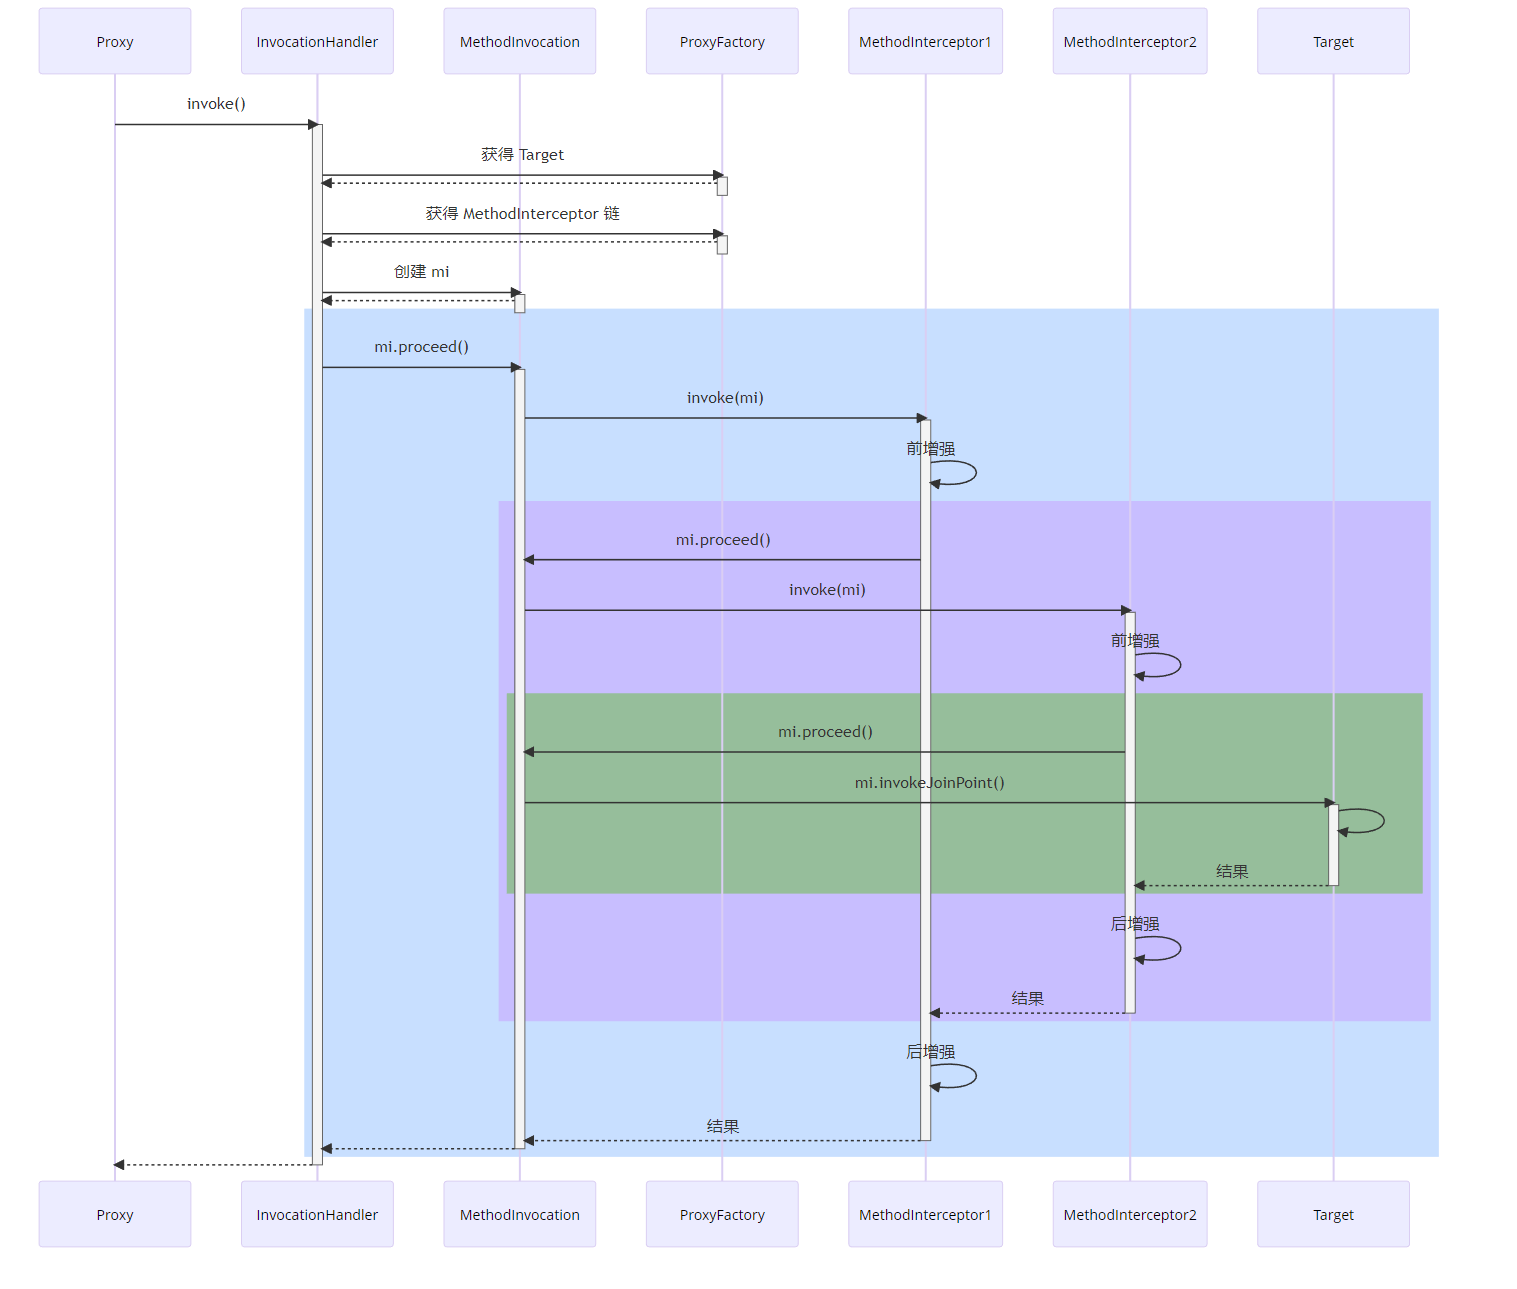 Proxy
InvocationHandler
MethodInvocation
ProxyFactory
MethodInterceptor1
MethodInterceptor2
Target
invoke()
获得 Target
获得 MethodInterceptor 链
创建 mi
mi.proceed()
invoke(mi)
前增强
mi.proceed()
invoke(mi)
前增强
mi.proceed()
mi.invokeJoinPoint()
结果
后增强
结果
后增强
结果
Proxy
InvocationHandler
MethodInvocation
ProxyFactory
MethodInterceptor1
MethodInterceptor2
Target